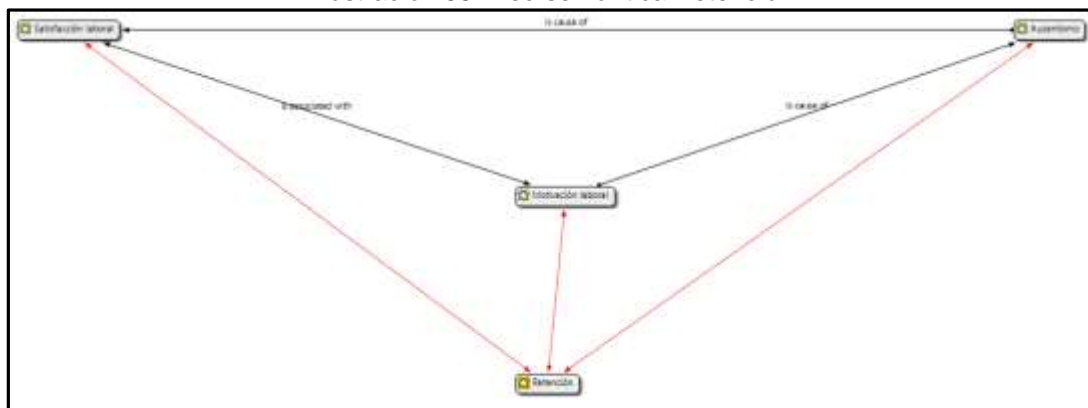 Satisfacción laboral
is cause of
Ausentismo
is associated with
is cause of
Motivación laboral
Retención